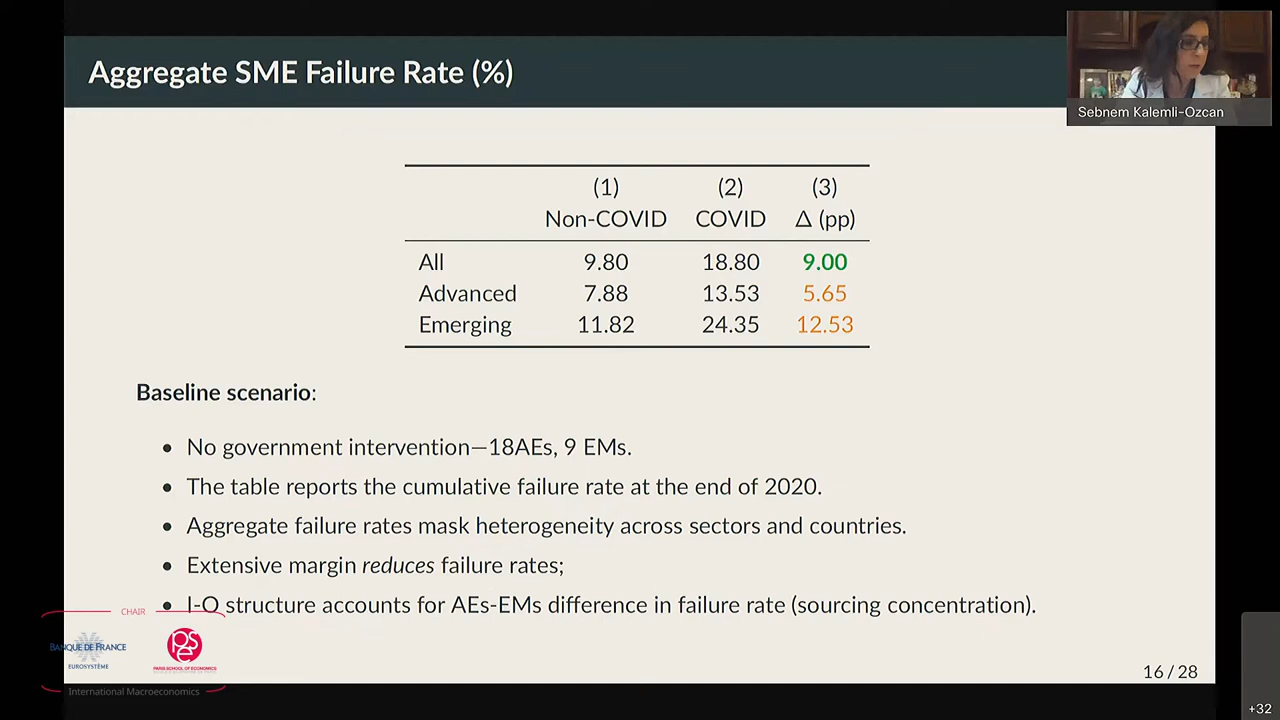 Aggregate SME Failure Rate (%)
Sebnem Kalemli-Ozcan
(1) (2) (3)
Non-COVID COVID Δ (pp)
All 9.80 18.80 9.00
Advanced 7.88 13.53 5.65
Emerging 11.82 24.35 12.53
Baseline scenario:
• No government intervention—18AEs, 9 EMs.
• The table reports the cumulative failure rate at the end of 2020.
• Aggregate failure rates mask heterogeneity across sectors and countries.
• Extensive margin reduces failure rates;
• I-O structure accounts for AEs-EMs difference in failure rate (sourcing concentration).
CHAIR
BANQUE DE FRANCE
EUROSYSTÈME
PSE
PARIS SCHOOL OF ECONOMICS
International Macroeconomics
16 / 28
+32